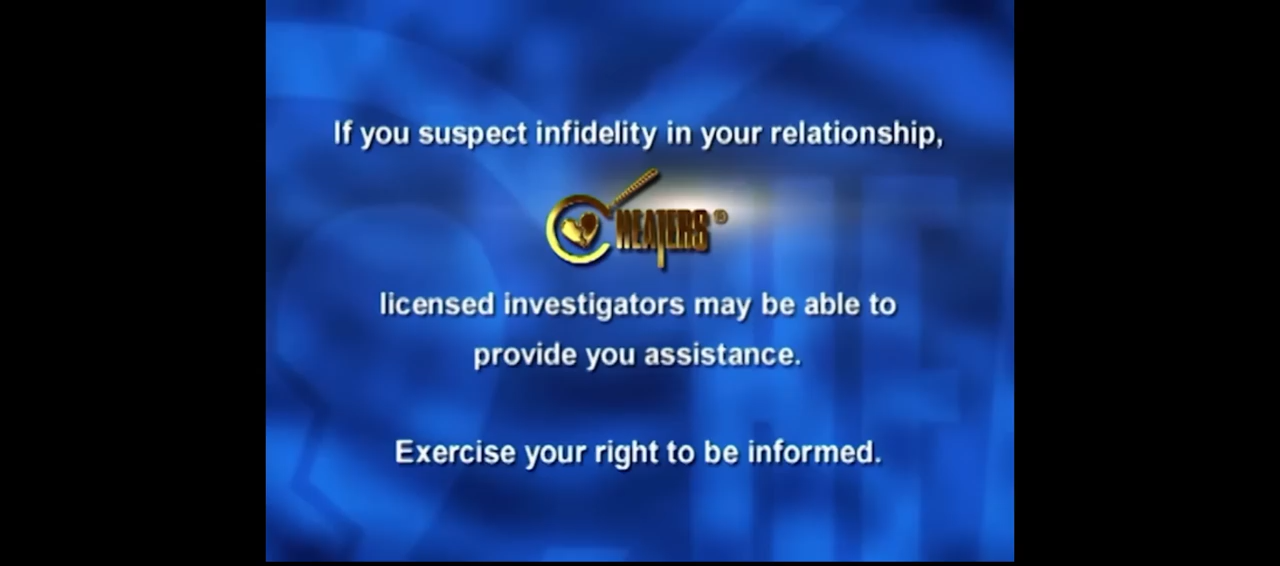 If you suspect infidelity in your relationship,
CHEATERS ®
licensed investigators may be able to
provide you assistance.
Exercise your right to be informed.